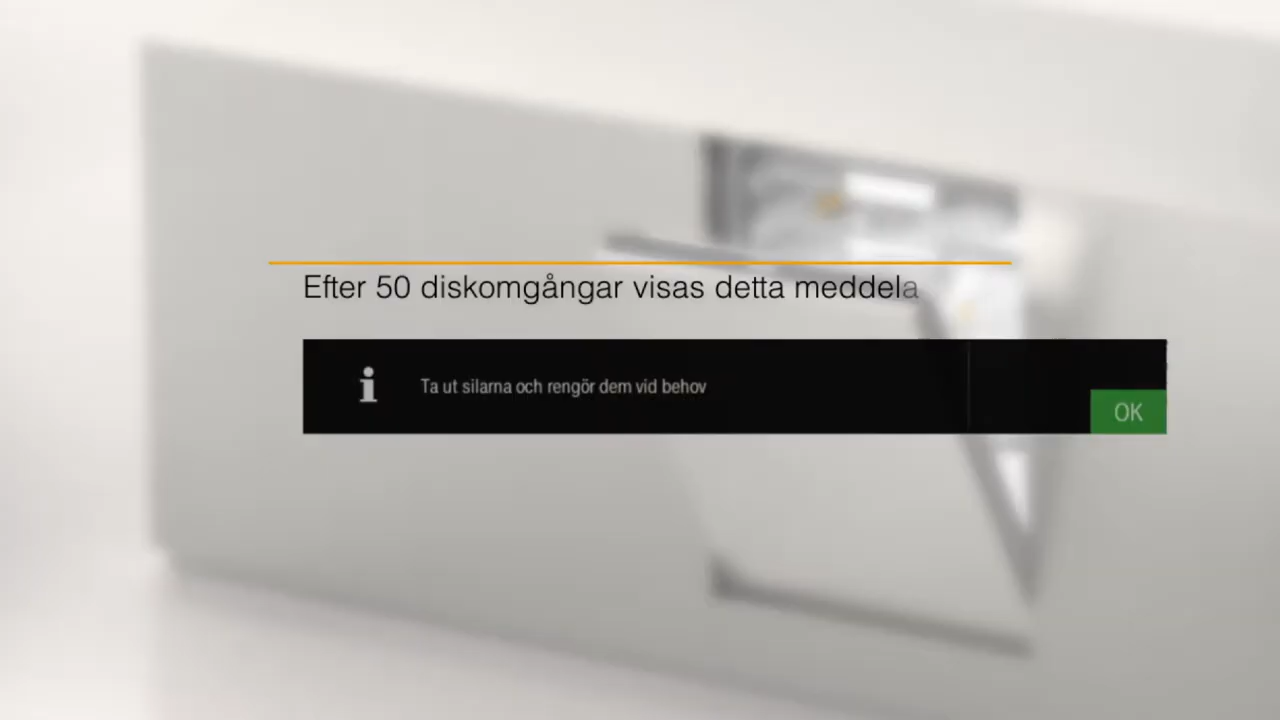 Efter 50 diskomgångar visas detta meddela
i Ta ut silarna och rengör dem vid behov
OK